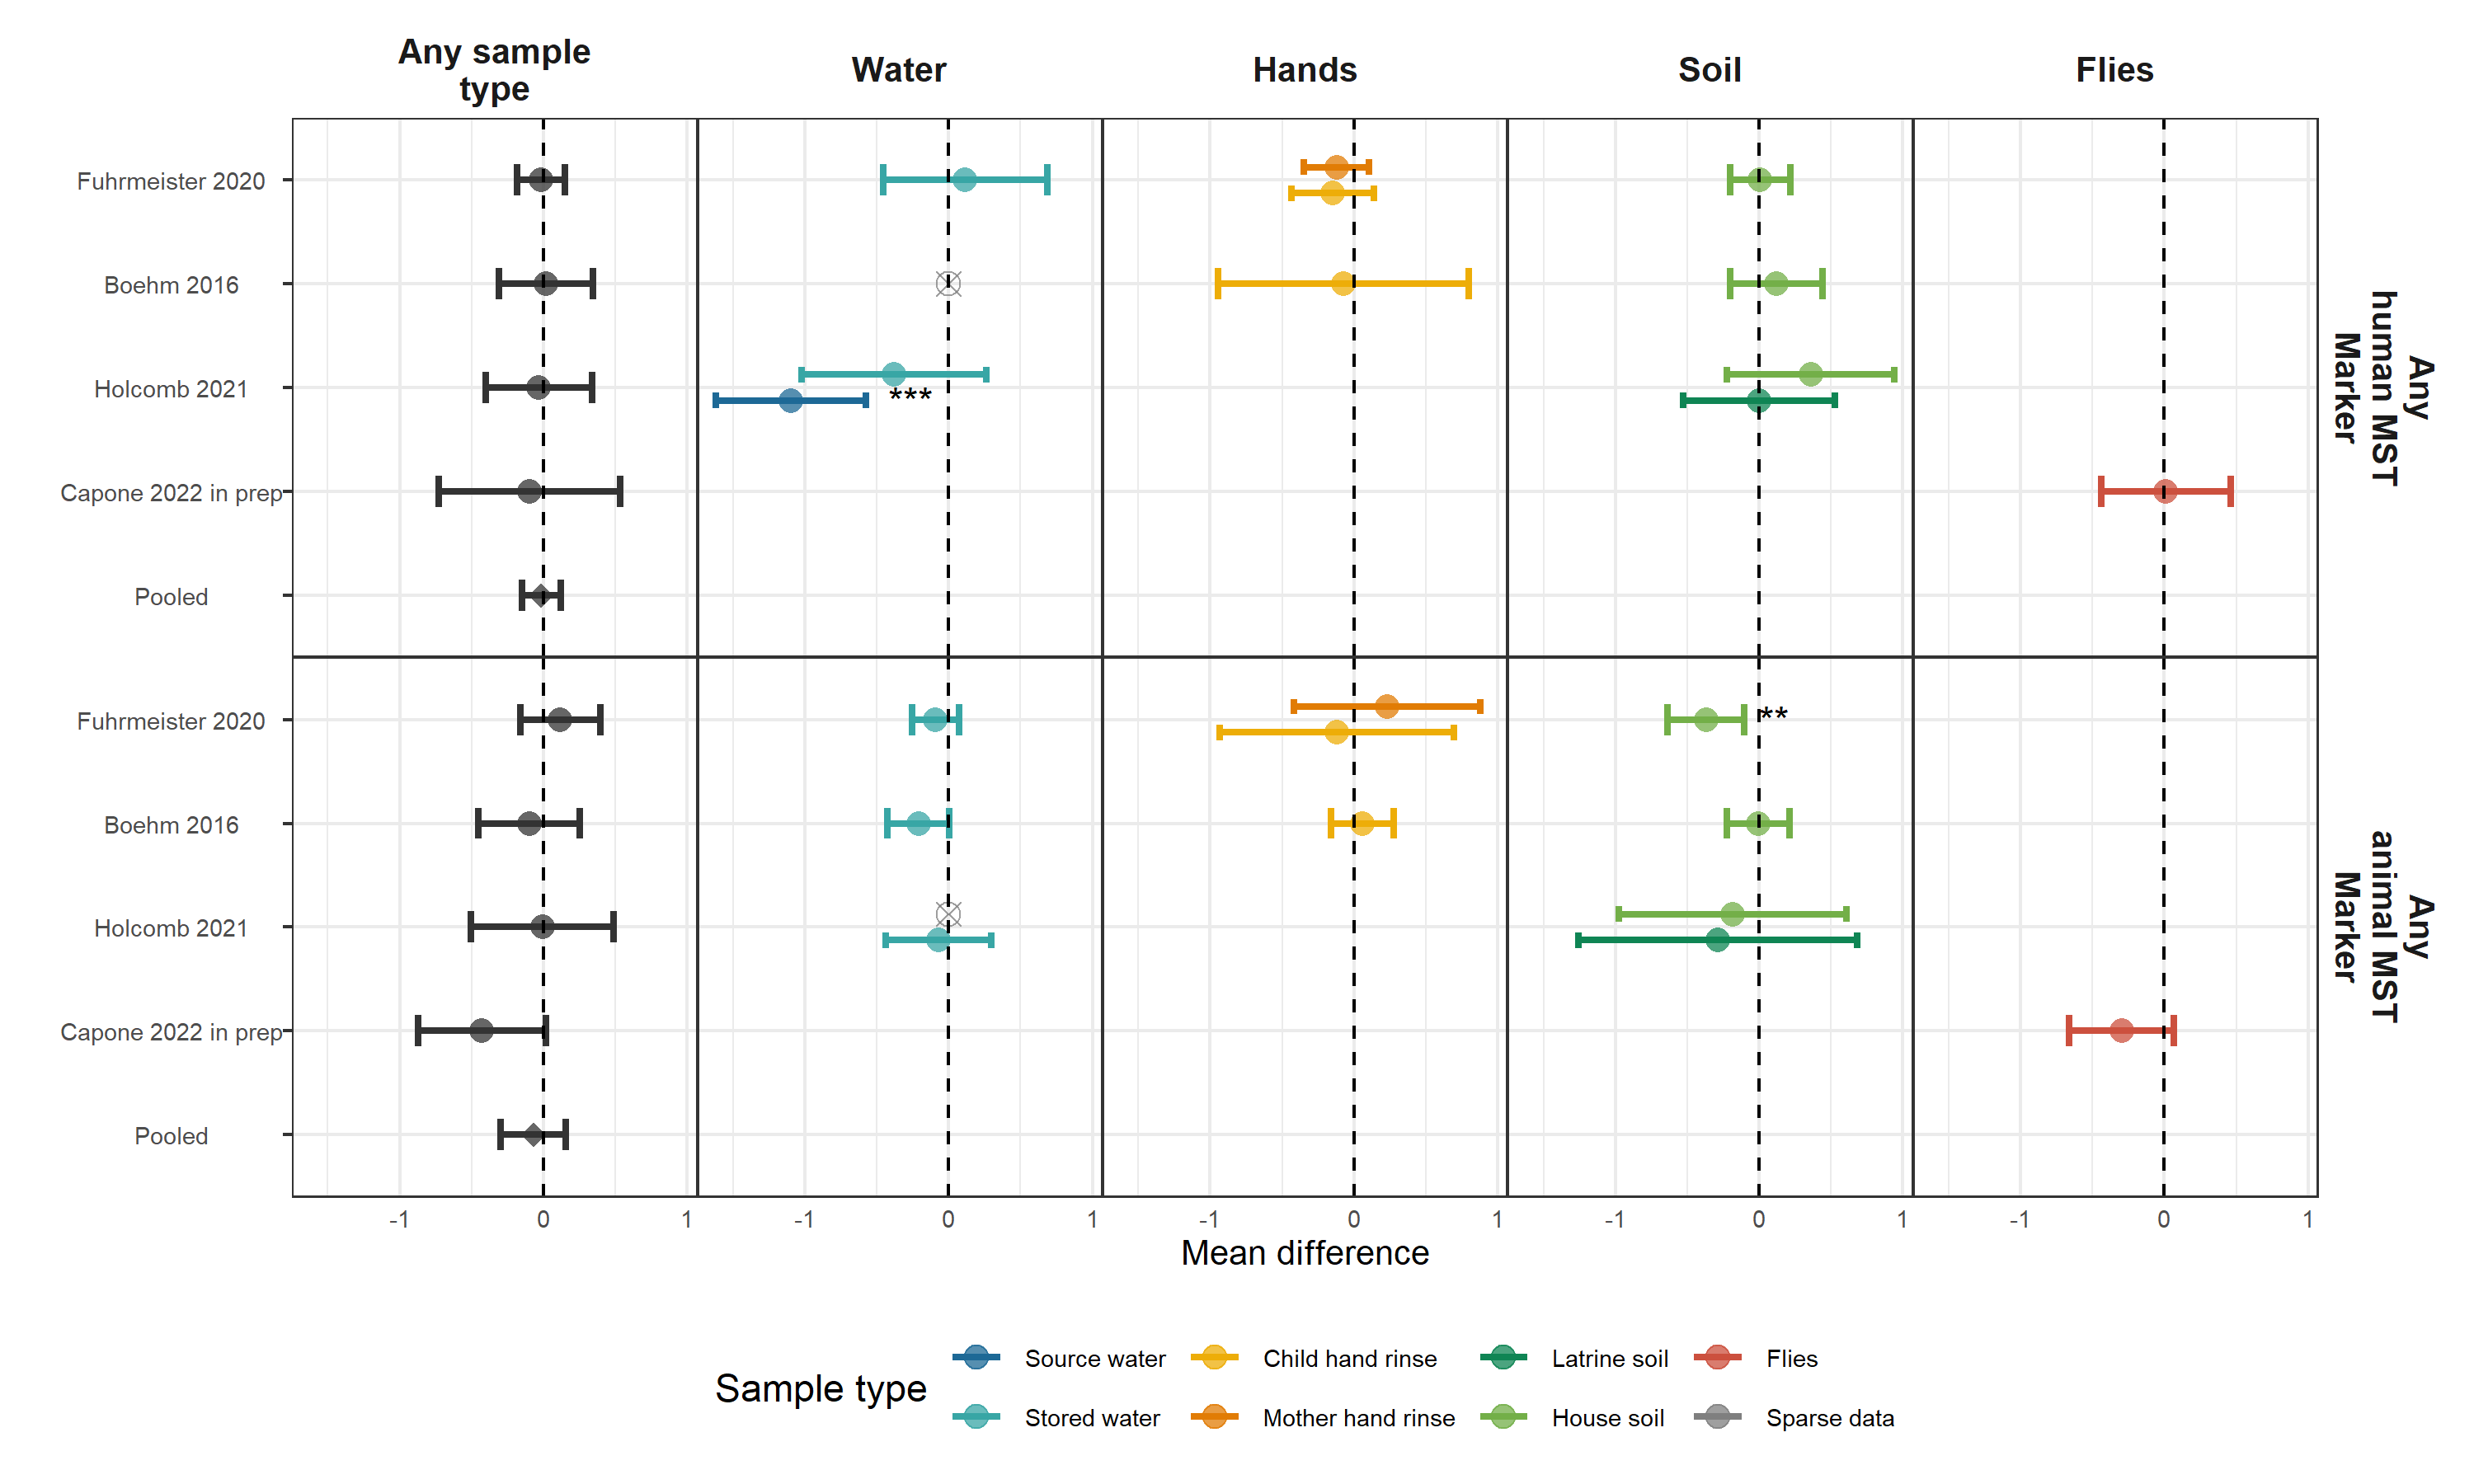 Any sample
type
Water
Hands
Soil
Flies
Fuhrmeister 2020
Boehm 2016
Holcomb 2021
***
Capone 2022 in prep
Pooled
Any
human MST
Marker
Fuhrmeister 2020
**
Boehm 2016
Holcomb 2021
Capone 2022 in prep
Pooled
Any
animal MST
Marker
-1 0 1 -1 0 1 -1 0 1 -1 0 1 -1 0 1
Mean difference
Sample type
Source water Child hand rinse Latrine soil Flies
Stored water Mother hand rinse House soil Sparse data